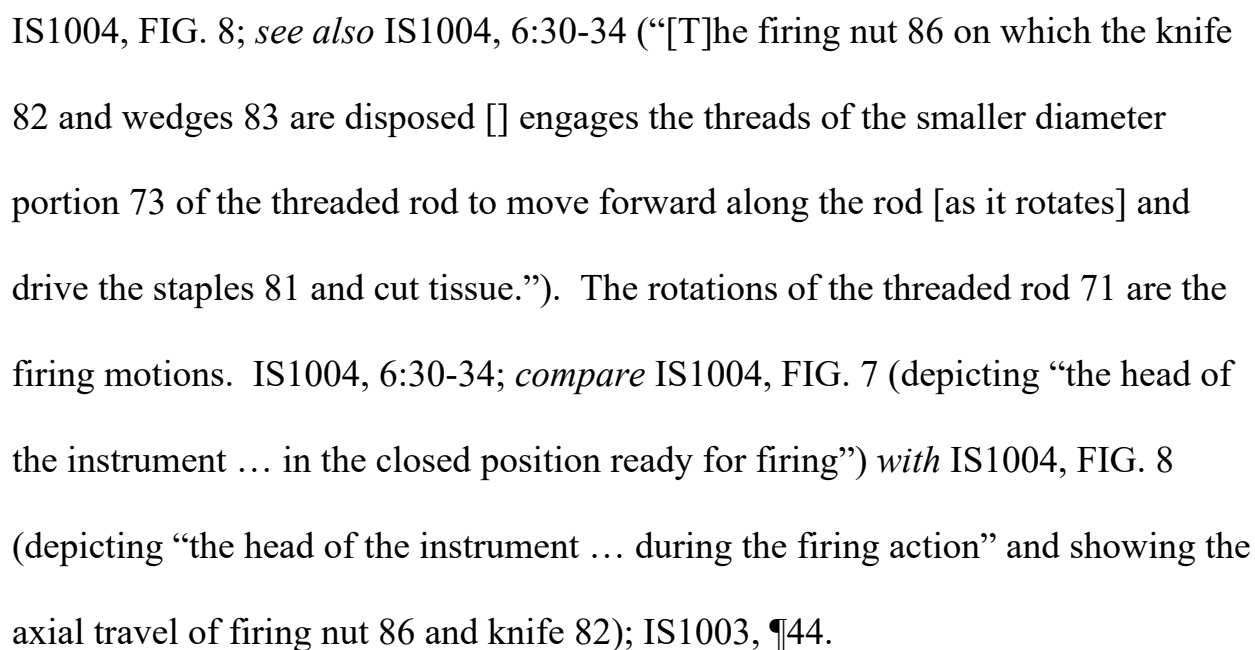 IS1004, FIG. 8; see also IS1004, 6:30-34 (“[T]he firing nut 86 on which the knife
82 and wedges 83 are disposed [] engages the threads of the smaller diameter
portion 73 of the threaded rod to move forward along the rod [as it rotates] and
drive the staples 81 and cut tissue.”).  The rotations of the threaded rod 71 are the
firing motions.  IS1004, 6:30-34; compare IS1004, FIG. 7 (depicting “the head of
the instrument … in the closed position ready for firing”) with IS1004, FIG. 8
(depicting “the head of the instrument … during the firing action” and showing the
axial travel of firing nut 86 and knife 82); IS1003, ¶44.